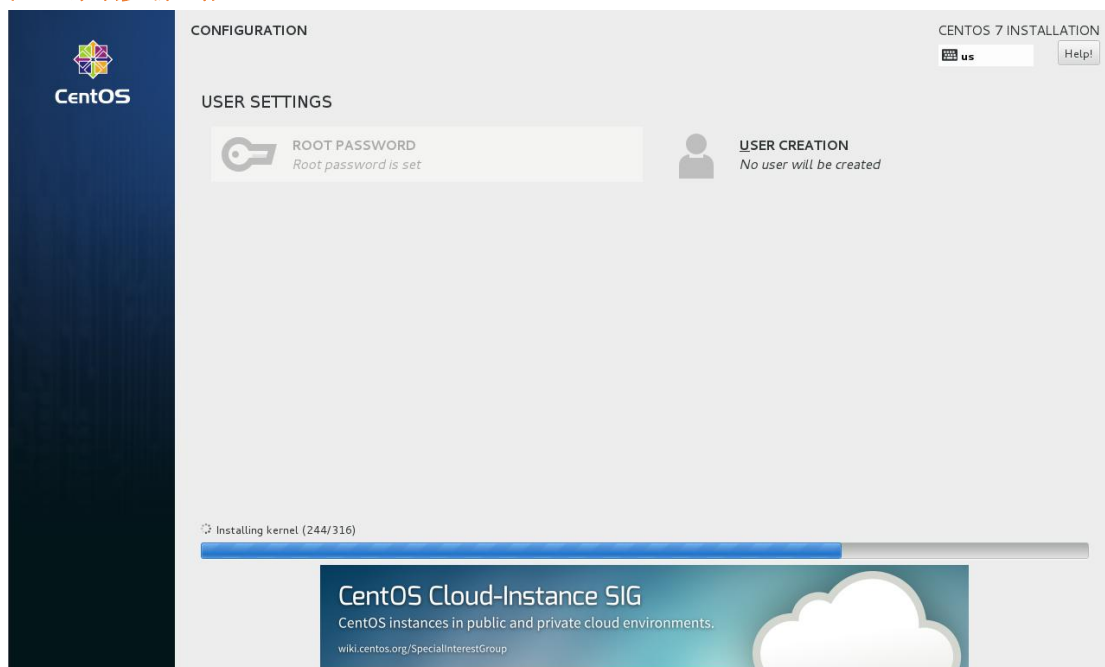 CONFIGURATION
CENTOS 7 INSTALLATION
us
Help!
CentOS
USER SETTINGS
ROOT PASSWORD
Root password is set
USER CREATION
No user will be created
Installing kernel (244/316)
CentOS Cloud-Instance SIG
CentOS instances in public and private cloud environments.
wiki.centos.org/SpecialInterestGroup